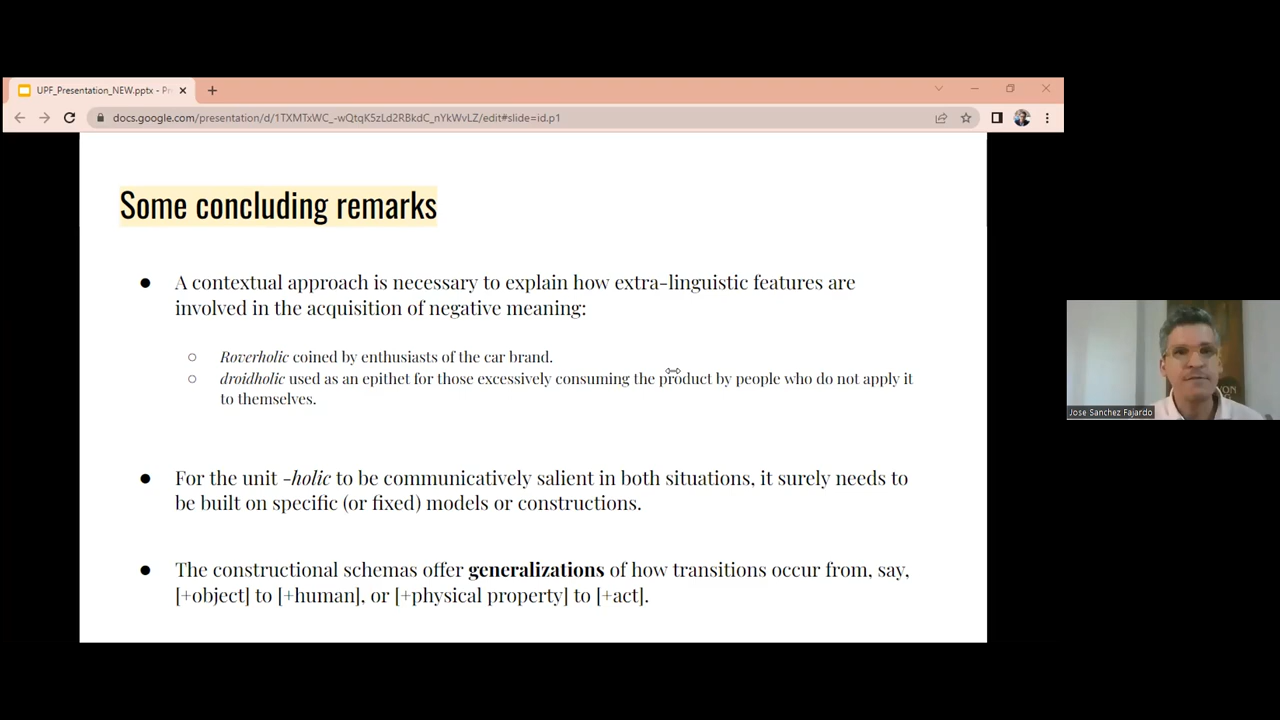 UPF_Presentation_NEW.pptx - Pr
docs.google.com/presentation/d/1TXMTxWC_-wQtqK5zLd2RBkdC_nYkWvLZ/edit#slide=id.p1
Some concluding remarks
● A contextual approach is necessary to explain how extra-linguistic features are
involved in the acquisition of negative meaning:
○ Roverholic coined by enthusiasts of the car brand.
○ droidholic used as an epithet for those excessively consuming the product by people who do not apply it
to themselves.
● For the unit -holic to be communicatively salient in both situations, it surely needs to
be built on specific (or fixed) models or constructions.
● The constructional schemas offer generalizations of how transitions occur from, say,
[+object] to [+human], or [+physical property] to [+act].
Jose Sanchez Fajardo